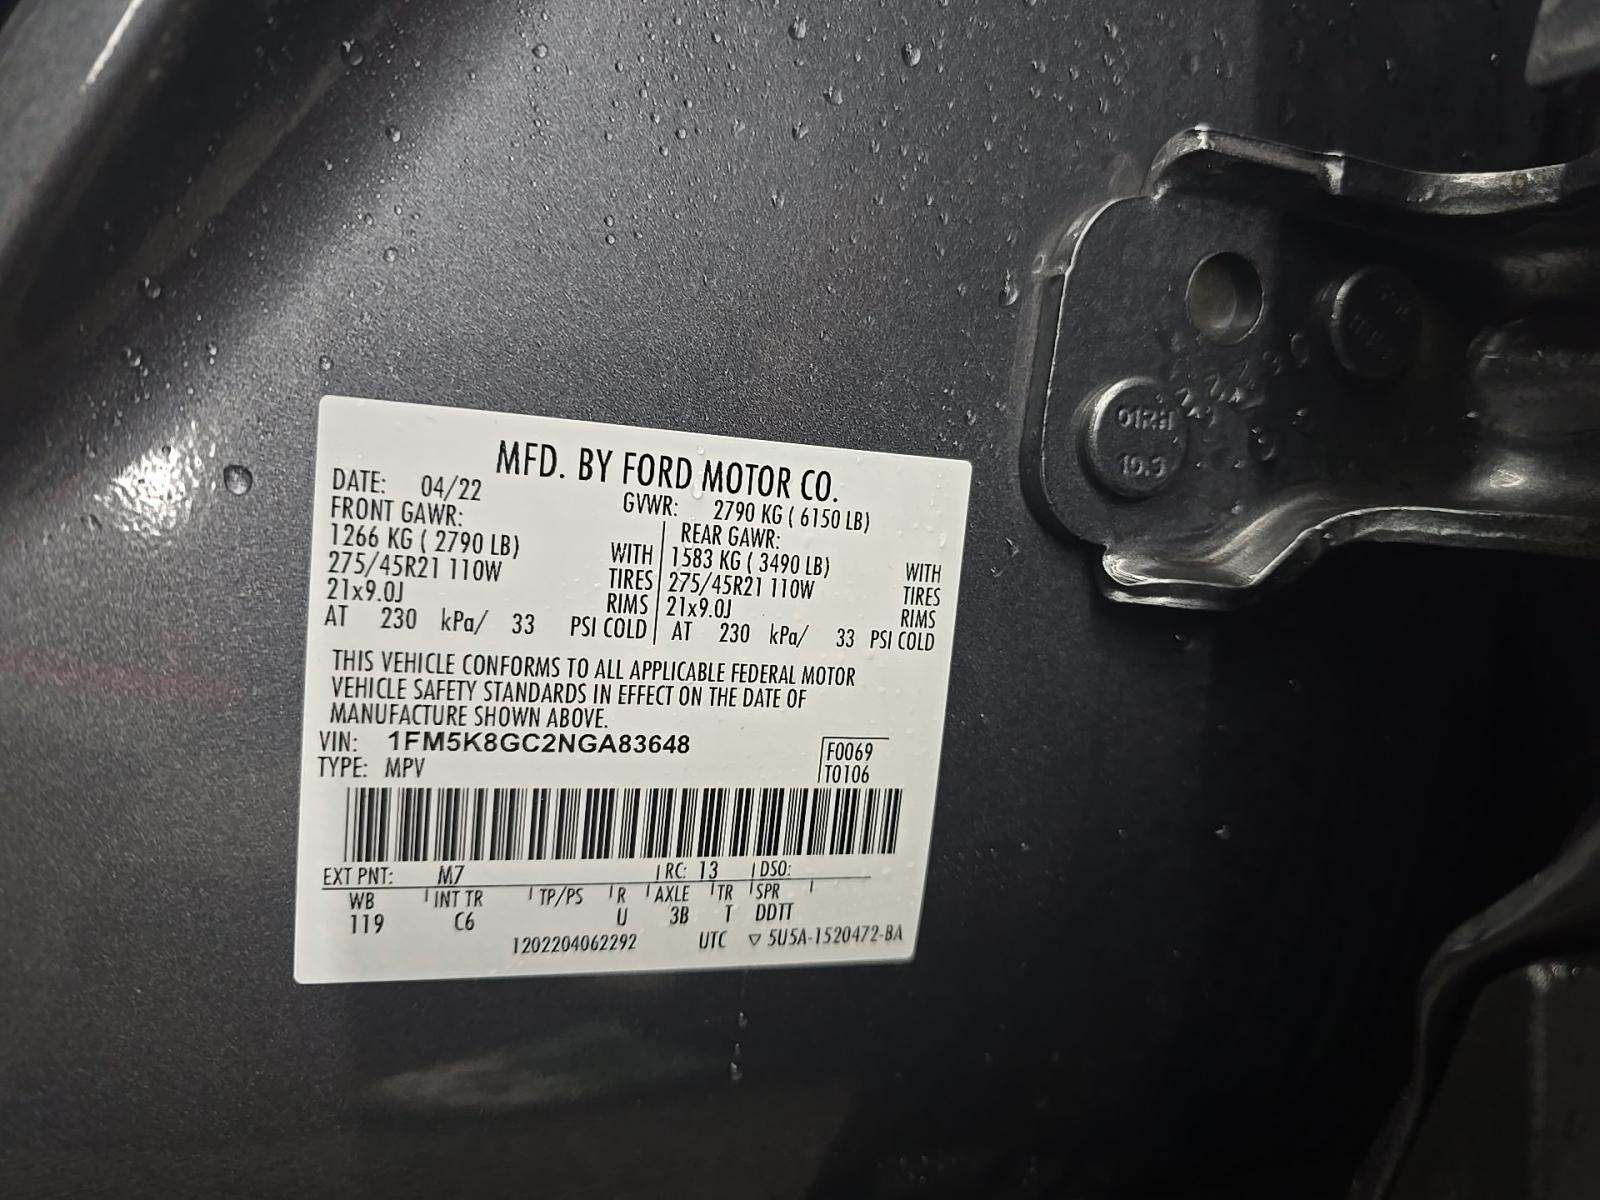 MFD. BY FORD MOTOR CO.
DATE: 04/22 GVWR: 2790 KG ( 6150 LB)
FRONT GAWR: REAR GAWR:
1266 KG ( 2790 LB) WITH 1583 KG ( 3490 LB) WITH
275/45R21 110W TIRES 275/45R21 110W TIRES
21x9.0J RIMS 21x9.0J RIMS
AT 230 kPa/ 33 PSI COLD AT 230 kPa/ 33 PSI COLD
THIS VEHICLE CONFORMS TO ALL APPLICABLE FEDERAL MOTOR
VEHICLE SAFETY STANDARDS IN EFFECT ON THE DATE OF
MANUFACTURE SHOWN ABOVE.
VIN: 1FM5K8GC2NGA83648 F0069
TYPE: MPV T0106
EXT PNT: M7 RC: 13 DSO:
WB INT TR TP/PS R AXLE TR SPR
119 C6 U 3B T DDTT
1202204062292 UTC ▽ 5U5A-1520472-BA
01RH
10.9